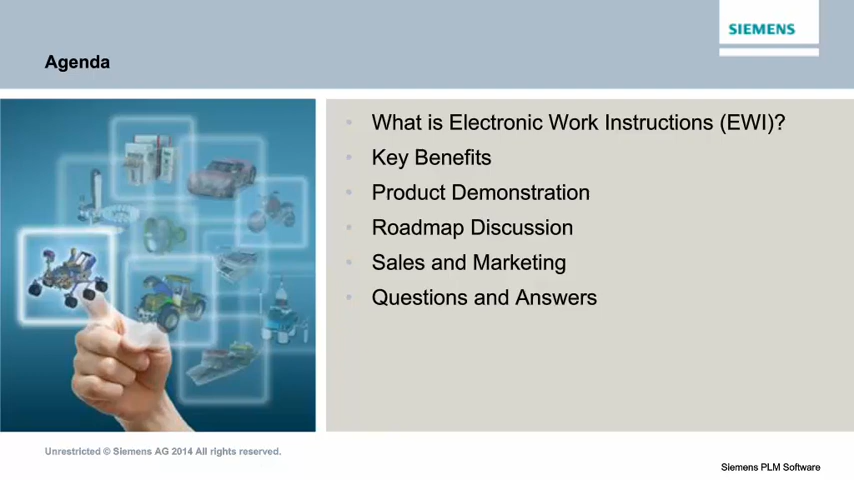 SIEMENS
Agenda
What is Electronic Work Instructions (EWI)?
Key Benefits
Product Demonstration
Roadmap Discussion
Sales and Marketing
Questions and Answers
Unrestricted © Siemens AG 2014 All rights reserved.
Siemens PLM Software